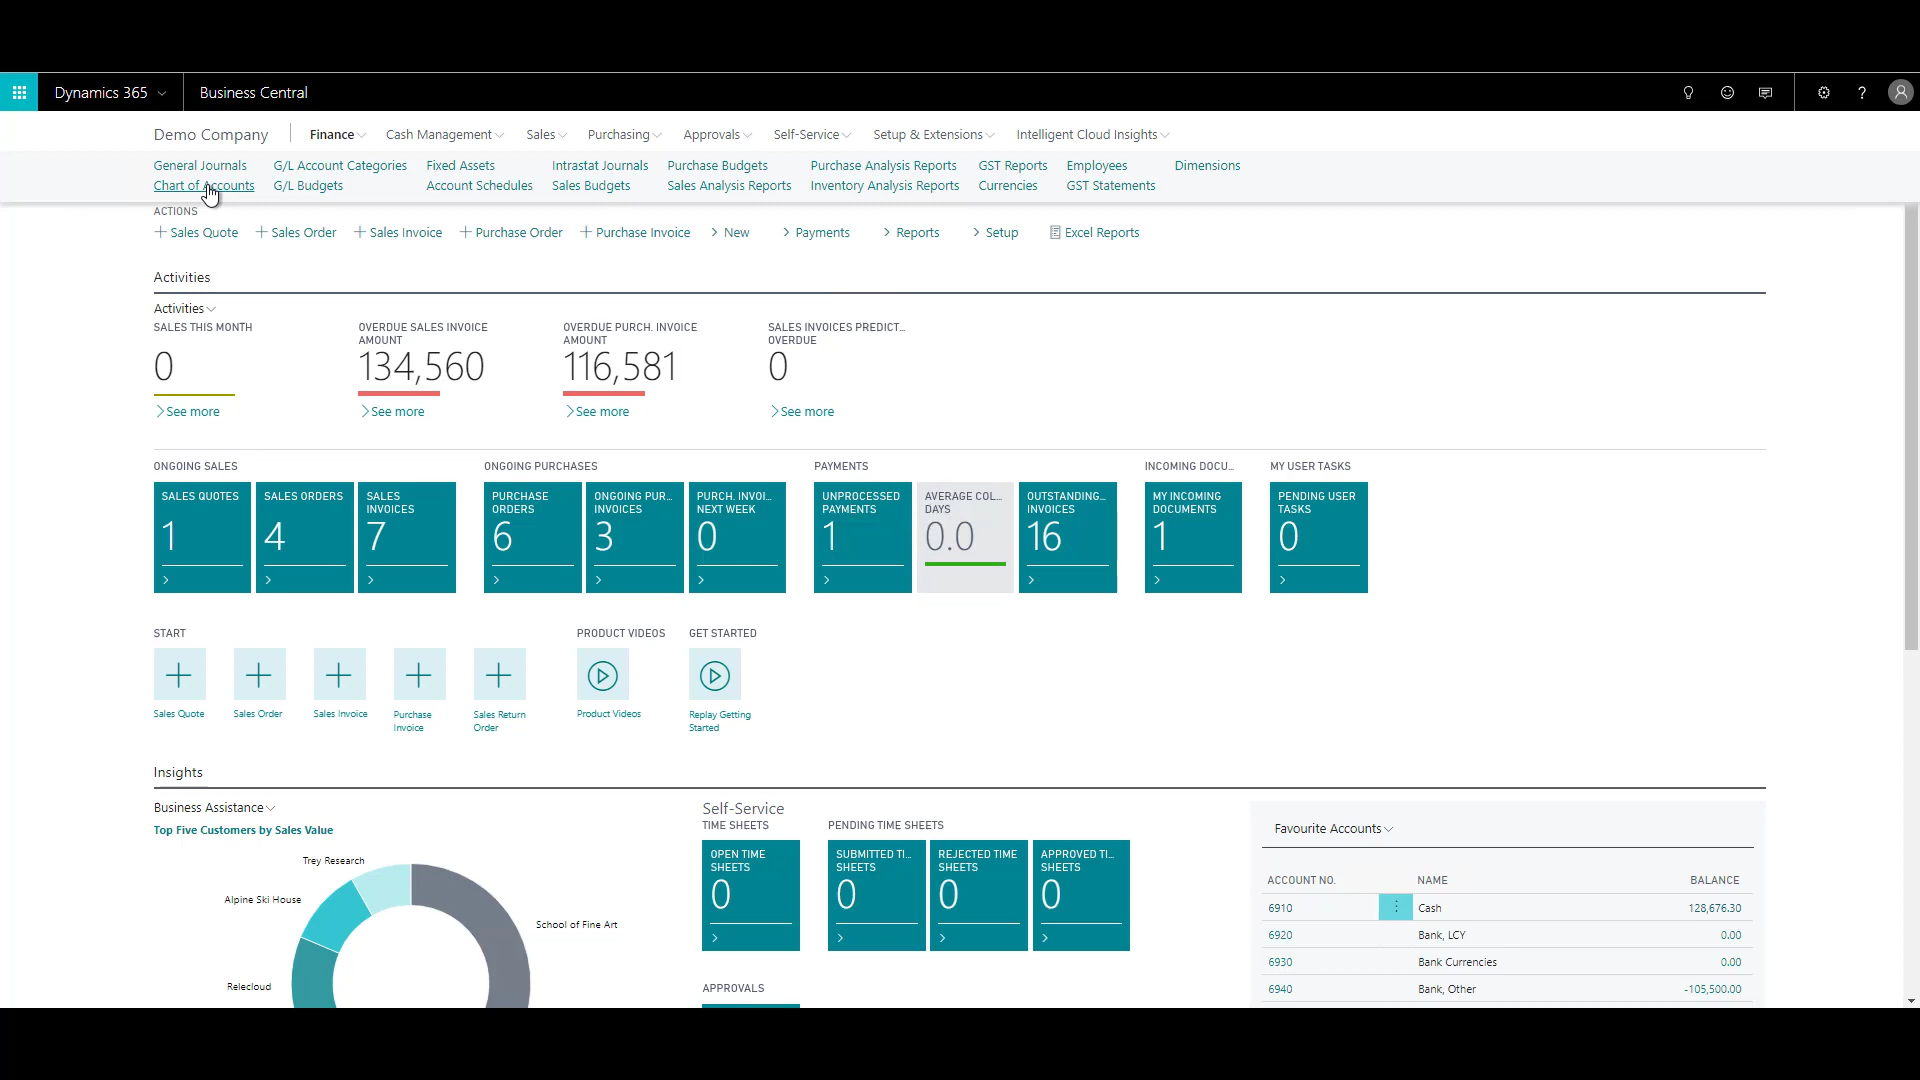 Dynamics 365
Business Central
?
Demo Company
Finance
Cash Management
Sales
Purchasing
Approvals
Self-Service
Setup & Extensions
Intelligent Cloud Insights
General Journals
G/L Account Categories
Fixed Assets
Intrastat Journals
Purchase Budgets
Purchase Analysis Reports
GST Reports
Employees
Dimensions
Chart of Accounts
G/L Budgets
Account Schedules
Sales Budgets
Sales Analysis Reports
Inventory Analysis Reports
Currencies
GST Statements
ACTIONS
+ Sales Quote
+ Sales Order
+ Sales Invoice
+ Purchase Order
+ Purchase Invoice
> New
> Payments
> Reports
> Setup
Excel Reports
Activities
Activities
SALES THIS MONTH
0
>See more
OVERDUE SALES INVOICE
AMOUNT
134,560
>See more
OVERDUE PURCH. INVOICE
AMOUNT
116,581
>See more
SALES INVOICES PREDICT...
OVERDUE
0
>See more
ONGOING SALES
SALES QUOTES
1
>
SALES ORDERS
4
>
SALES
INVOICES
7
>
ONGOING PURCHASES
PURCHASE
ORDERS
6
>
ONGOING PUR...
INVOICES
3
>
PURCH. INVOI...
NEXT WEEK
0
>
PAYMENTS
UNPROCESSED
PAYMENTS
1
>
AVERAGE COL...
DAYS
0.0
OUTSTANDING...
INVOICES
16
>
INCOMING DOCU...
MY INCOMING
DOCUMENTS
1
>
MY USER TASKS
PENDING USER
TASKS
0
>
START
Sales Quote
Sales Order
Sales Invoice
Purchase
Invoice
Sales Return
Order
PRODUCT VIDEOS
Product Videos
GET STARTED
Replay Getting
Started
Insights
Business Assistance
Top Five Customers by Sales Value
Trey Research
Alpine Ski House
School of Fine Art
Relecloud
Self-Service
TIME SHEETS
OPEN TIME
SHEETS
0
>
PENDING TIME SHEETS
SUBMITTED TI...
SHEETS
0
>
REJECTED TIME
SHEETS
0
>
APPROVED TI...
SHEETS
0
>
APPROVALS
Favourite Accounts
ACCOUNT NO. NAME BALANCE
6910 Cash 128,676.30
6920 Bank, LCY 0.00
6930 Bank Currencies 0.00
6940 Bank, Other -105,500.00